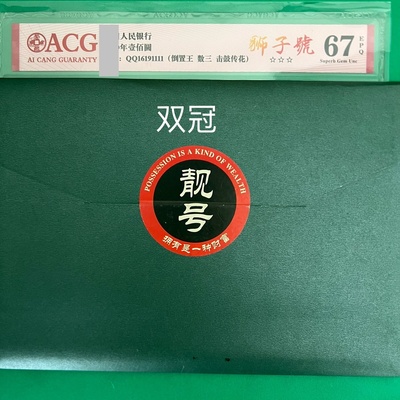 ACG
AI CANG GUARANTY
人民银行
年壹佰圆
: QQ16191111 (倒置王 数三 击鼓传花)
狮子號
☆☆☆
67
EPQ
Superb Gem Unc
双冠
POSSESSION IS A KIND OF WEALTH
靓号
拥有是一种财富